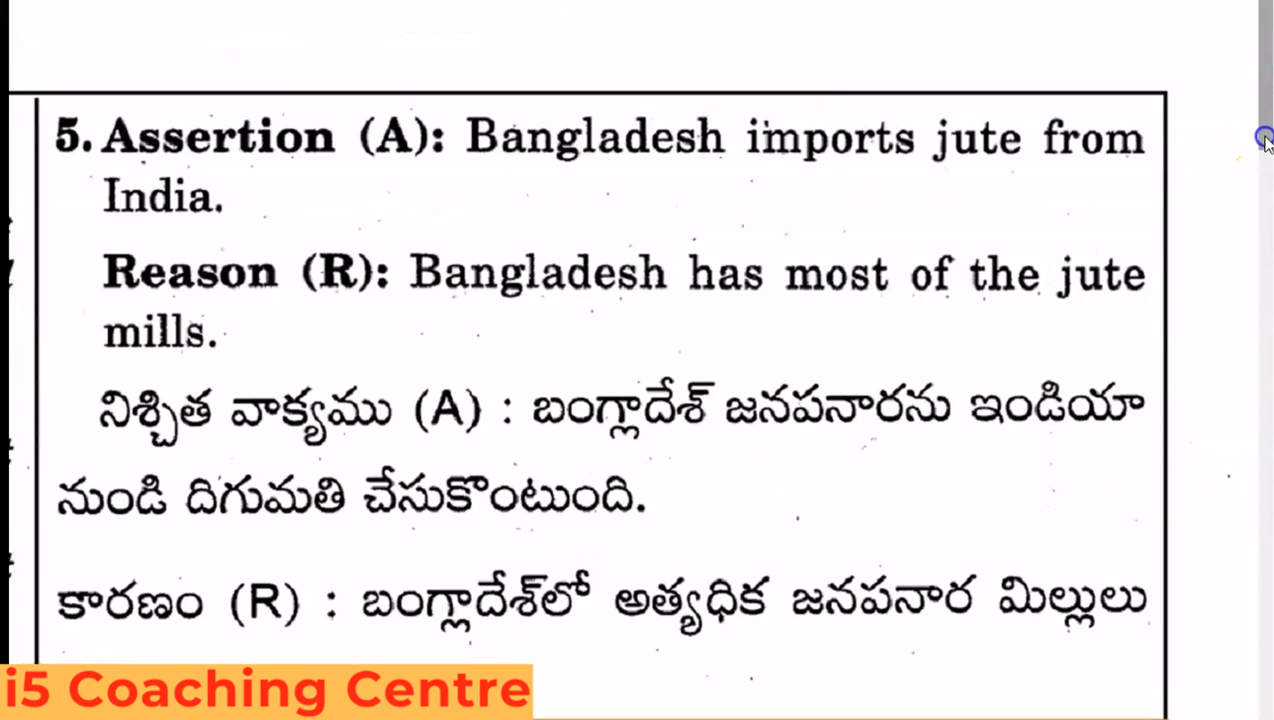 5. Assertion (A): Bangladesh imports jute from
India.
Reason (R): Bangladesh has most of the jute
mills.
నిశ్చిత వాక్యము (A) : బంగ్లాదేశ్ జనపనారను ఇండియా
నుండి దిగుమతి చేసుకొంటుంది.
కారణం (R) : బంగ్లాదేశ్‌లో అత్యధిక జనపనార మిల్లులు
i5 Coaching Centre